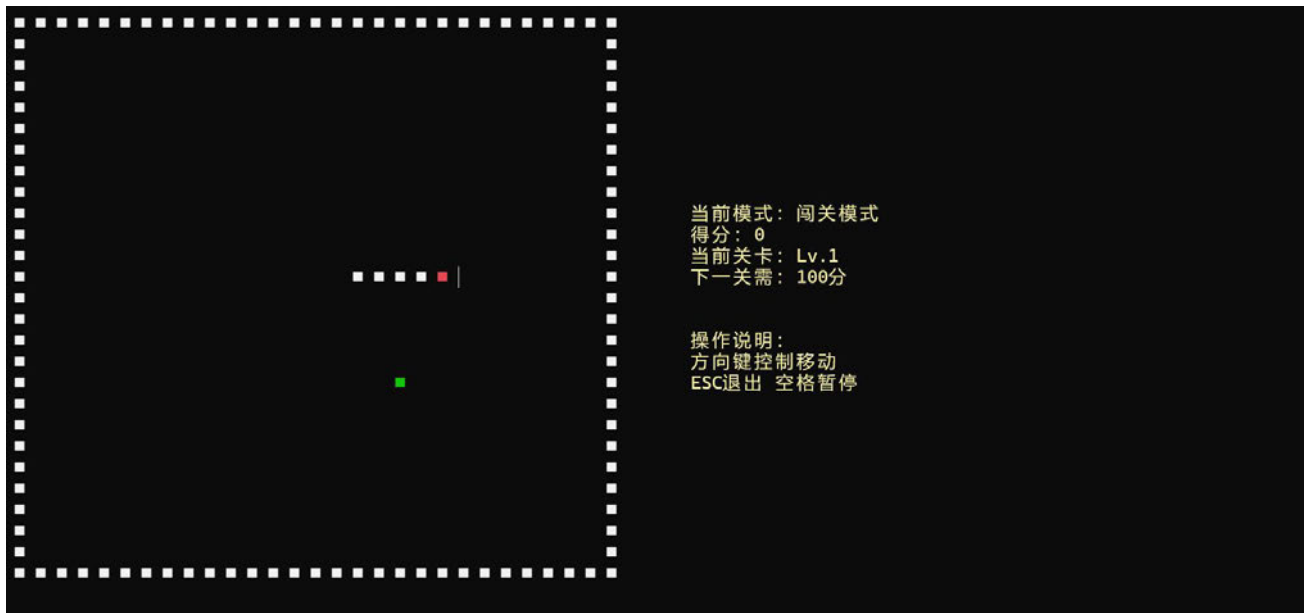 当前模式: 闯关模式
得分: 0
当前关卡: Lv.1
下一关需: 100分
操作说明:
方向键控制移动
ESC退出 空格暂停